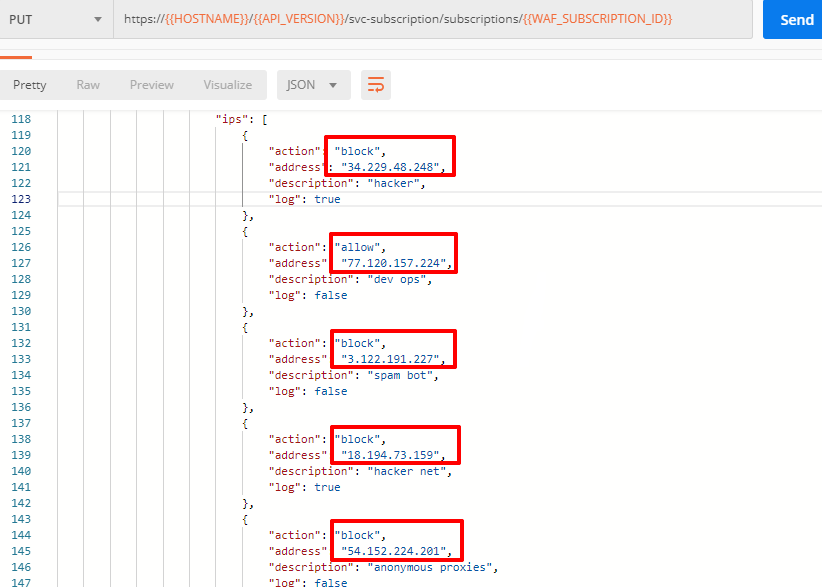 PUT https://{{HOSTNAME}}/{{API_VERSION}}/svc-subscription/subscriptions/{{WAF_SUBSCRIPTION_ID}} Send
Pretty Raw Preview Visualize JSON
118 "ips": [
119 {
120 "action": "block",
121 "address": "34.229.48.248",
122 "description": "hacker",
123 "log": true
124 },
125 {
126 "action": "allow",
127 "address": "77.120.157.224",
128 "description": "dev ops",
129 "log": false
130 },
131 {
132 "action": "block",
133 "address": "3.122.191.227",
134 "description": "spam bot",
135 "log": false
136 },
137 {
138 "action": "block",
139 "address": "18.194.73.159",
140 "description": "hacker net",
141 "log": true
142 },
143 {
144 "action": "block",
145 "address": "54.152.224.201",
146 "description": "anonymous proxies",
147 "log": false